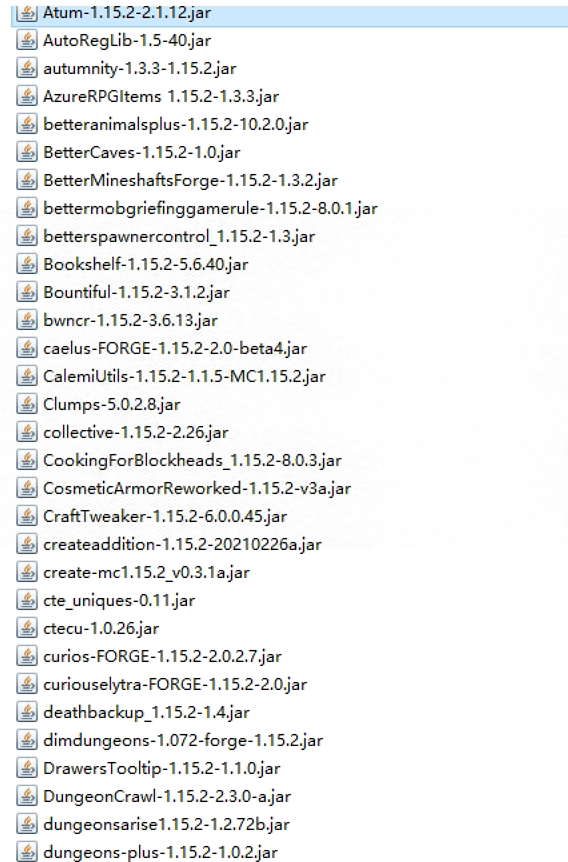 Atum-1.15.2-2.1.12.jar
AutoRegLib-1.5-40.jar
autumnity-1.3.3-1.15.2.jar
AzureRPGItems 1.15.2-1.3.3.jar
betteranimalsplus-1.15.2-10.2.0.jar
BetterCaves-1.15.2-1.0.jar
BetterMineshaftsForge-1.15.2-1.3.2.jar
bettermobgriefinggamerule-1.15.2-8.0.1.jar
betterspawnercontrol_1.15.2-1.3.jar
Bookshelf-1.15.2-5.6.40.jar
Bountiful-1.15.2-3.1.2.jar
bwncr-1.15.2-3.6.13.jar
caelus-FORGE-1.15.2-2.0-beta4.jar
CalemiUtils-1.15.2-1.1.5-MC1.15.2.jar
Clumps-5.0.2.8.jar
collective-1.15.2-2.26.jar
CookingForBlockheads_1.15.2-8.0.3.jar
CosmeticArmorReworked-1.15.2-v3a.jar
CraftTweaker-1.15.2-6.0.0.45.jar
createaddition-1.15.2-20210226a.jar
create-mc1.15.2_v0.3.1a.jar
cte_uniques-0.11.jar
ctecu-1.0.26.jar
curios-FORGE-1.15.2-2.0.2.7.jar
curiouselytra-FORGE-1.15.2-2.0.jar
deathbackup_1.15.2-1.4.jar
dimdungeons-1.072-forge-1.15.2.jar
DrawersTooltip-1.15.2-1.1.0.jar
DungeonCrawl-1.15.2-2.3.0-a.jar
dungeonsarise1.15.2-1.2.72b.jar
dungeons-plus-1.15.2-1.0.2.jar